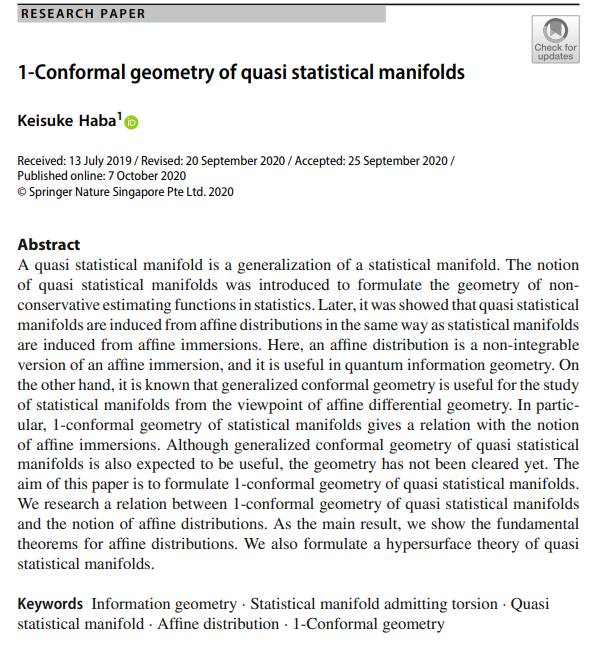 RESEARCH PAPER
Check for
updates
1-Conformal geometry of quasi statistical manifolds
Keisuke Haba1 iD
Received: 13 July 2019 / Revised: 20 September 2020 / Accepted: 25 September 2020 /
Published online: 7 October 2020
© Springer Nature Singapore Pte Ltd. 2020
Abstract
A quasi statistical manifold is a generalization of a statistical manifold. The notion
of quasi statistical manifolds was introduced to formulate the geometry of non-
conservative estimating functions in statistics. Later, it was showed that quasi statistical
manifolds are induced from affine distributions in the same way as statistical manifolds
are induced from affine immersions. Here, an affine distribution is a non-integrable
version of an affine immersion, and it is useful in quantum information geometry. On
the other hand, it is known that generalized conformal geometry is useful for the study
of statistical manifolds from the viewpoint of affine differential geometry. In partic-
ular, 1-conformal geometry of statistical manifolds gives a relation with the notion
of affine immersions. Although generalized conformal geometry of quasi statistical
manifolds is also expected to be useful, the geometry has not been cleared yet. The
aim of this paper is to formulate 1-conformal geometry of quasi statistical manifolds.
We research a relation between 1-conformal geometry of quasi statistical manifolds
and the notion of affine distributions. As the main result, we show the fundamental
theorems for affine distributions. We also formulate a hypersurface theory of quasi
statistical manifolds.
Keywords Information geometry · Statistical manifold admitting torsion · Quasi
statistical manifold · Affine distribution · 1-Conformal geometry